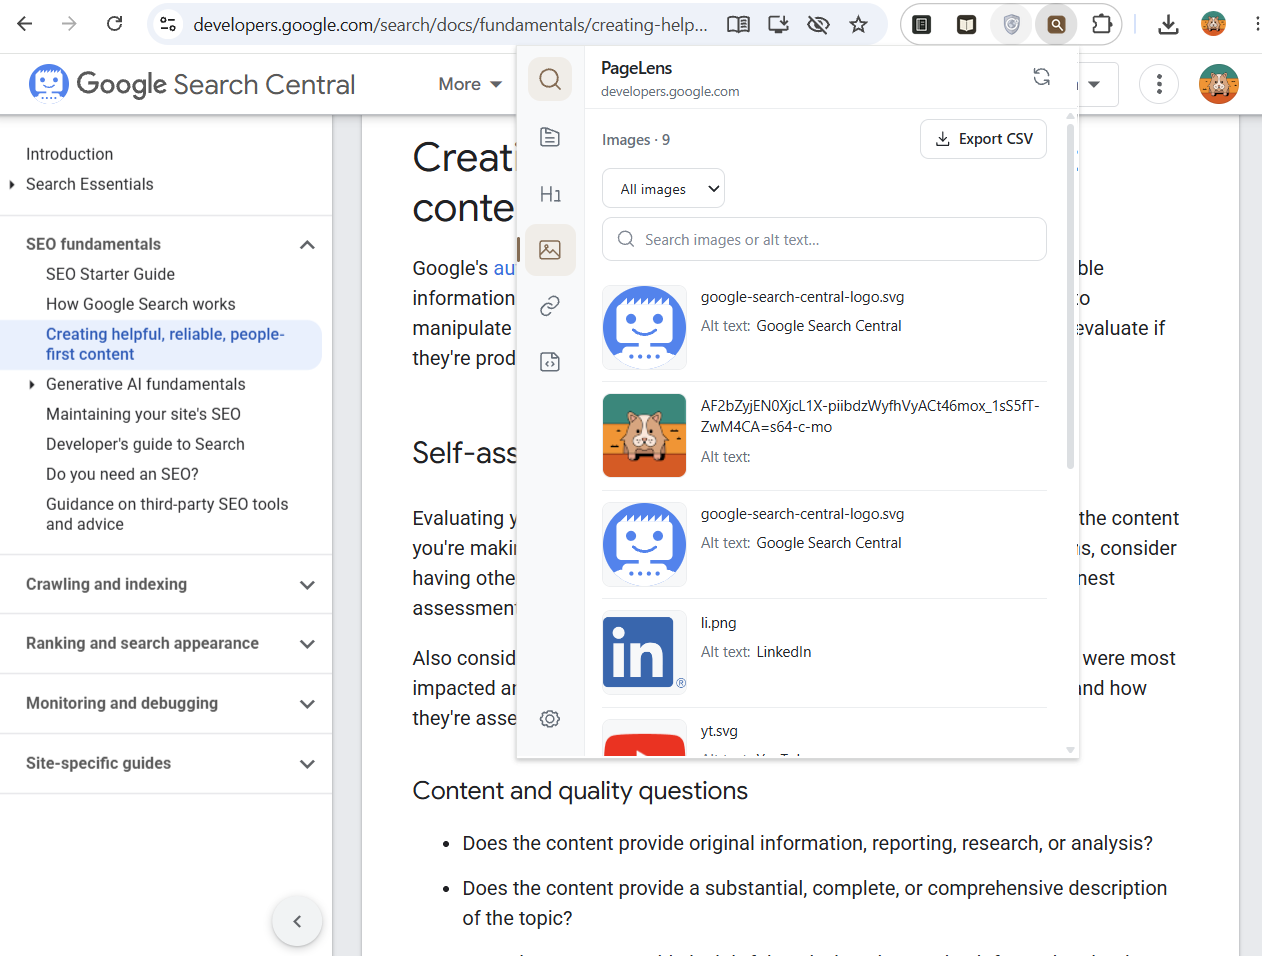 developers.google.com/search/docs/fundamentals/creating-help...
Google Search Central
More
Introduction
Search Essentials
SEO fundamentals
SEO Starter Guide
How Google Search works
Creating helpful, reliable, people-
first content
Generative AI fundamentals
Maintaining your site's SEO
Developer's guide to Search
Do you need an SEO?
Guidance on third-party SEO tools
and advice
Crawling and indexing
Ranking and search appearance
Monitoring and debugging
Site-specific guides
PageLens
developers.google.com
Images · 9
Export CSV
All images
Search images or alt text...
google-search-central-logo.svg
Alt text: Google Search Central
AF2bZyjEN0XjcL1X-piibdzWyfhVyACt46mox_1sS5fT-
ZwM4CA=s64-c-mo
Alt text:
google-search-central-logo.svg
Alt text: Google Search Central
in
li.png
Alt text: LinkedIn
yt.svg
H1
Creati
conte
Google's au
ble
information
to
manipulate
evaluate if
they're prod
Self-ass
Evaluating y
the content
you're makin
s, consider
having othe
nest
assessment
Also consid
were most
impacted an
and how
they're asse
Content and quality questions
Does the content provide original information, reporting, research, or analysis?
Does the content provide a substantial, complete, or comprehensive description
of the topic?